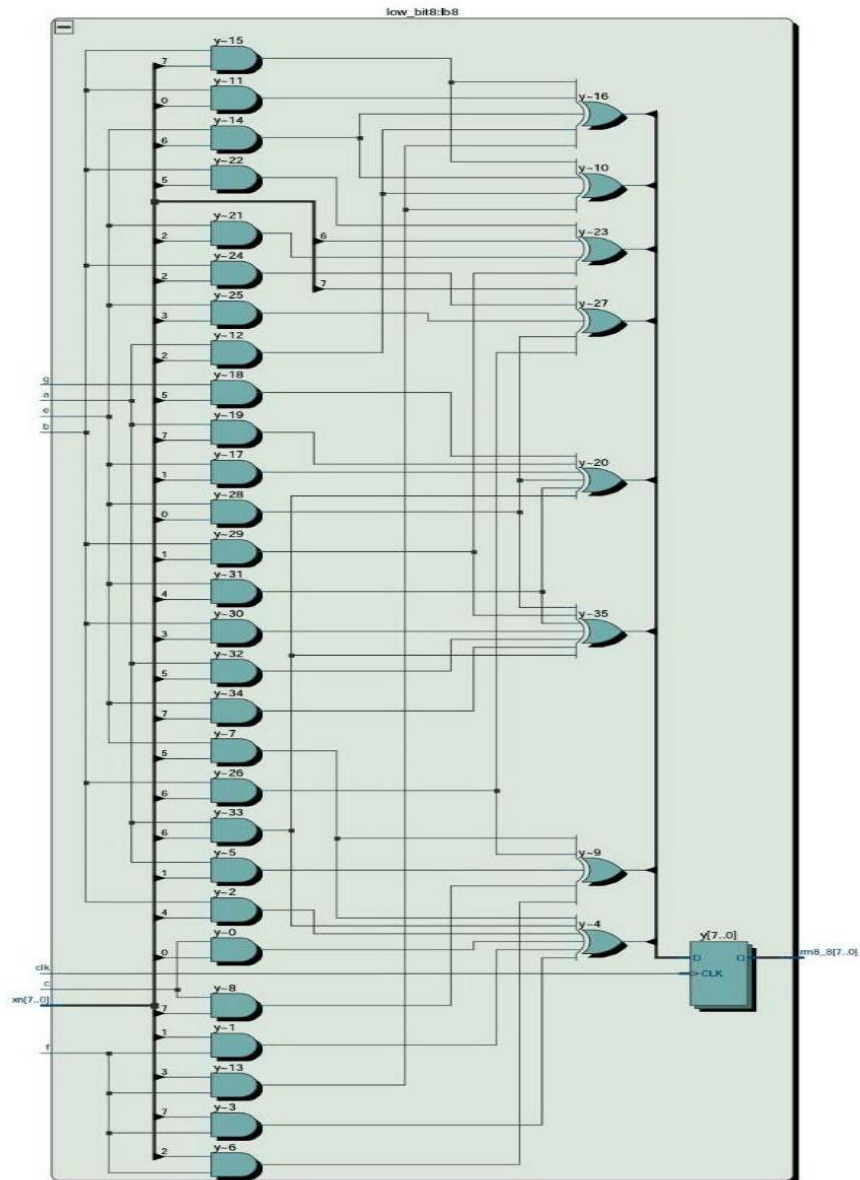 low_bit8:lb8
y~15
7
y~11
0
y~16
y~14
6
y~22
5
y~10
y~21
2
6
y~23
y~24
2
7
y~25
3
y~27
y~12
2
a
y~18
5
e
b
y~19
7
y~17
1
y~20
y~28
0
y~29
1
y~31
4
y~30
3
y~35
y~32
5
y~34
7
y~7
5
y~26
6
y~33
6
y~9
y~5
1
y~2
4
y~4
y~0
0
y[7..0]
D
Q
rm8_8[7..0]
clk
CLK
c
xn[7..0]
y~8
7
y~1
1
f
y~13
3
y~3
7
y~6
2